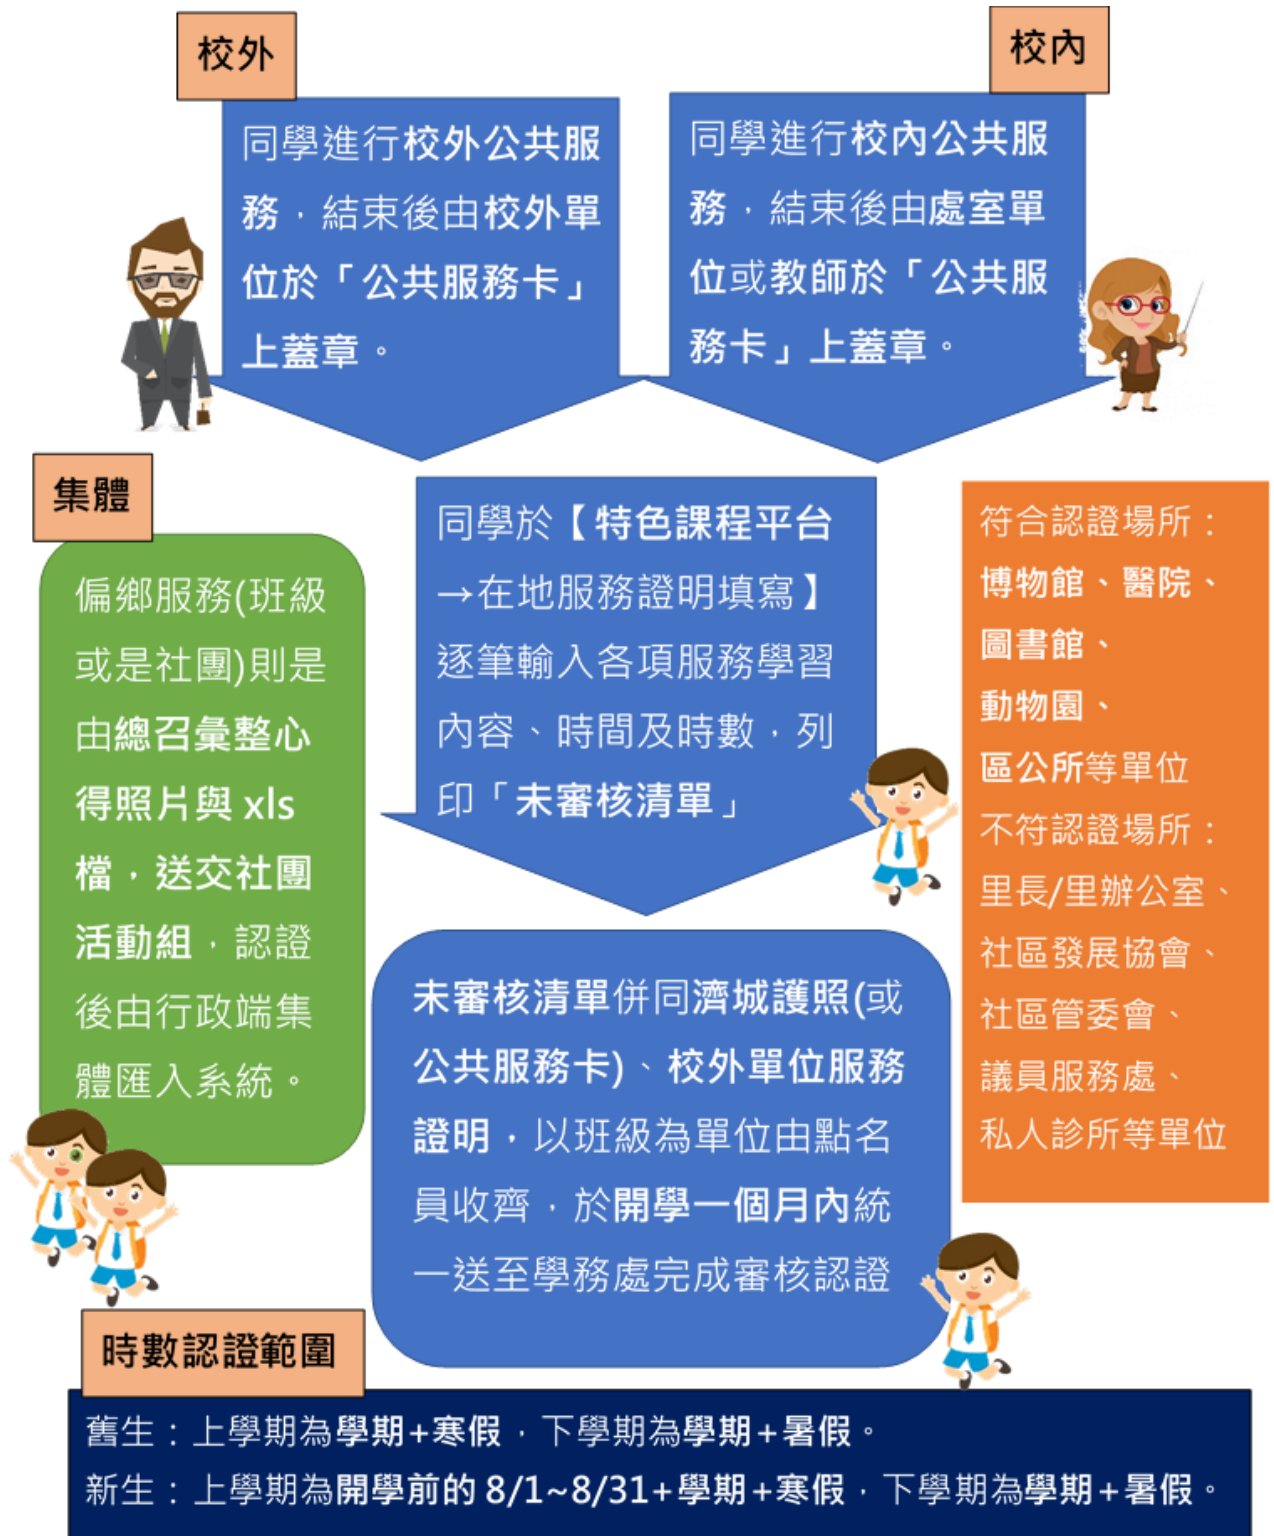 校外
同學進行校外公共服
務，結束後由校外單
位於「公共服務卡」
上蓋章。
校內
同學進行校內公共服
務，結束後由處室單
位或教師於「公共服
務卡」上蓋章。
集體
偏鄉服務(班級
或是社團)則是
由總召彙整心
得照片與 xls
檔，送交社團
活動組，認證
後由行政端集
體匯入系統。
同學於【特色課程平台
→在地服務證明填寫】
逐筆輸入各項服務學習
內容、時間及時數，列
印「未審核清單」
符合認證場所：
博物館、醫院、
圖書館、
動物園、
區公所等單位
不符認證場所：
里長/里辦公室、
社區發展協會、
社區管委會、
議員服務處、
私人診所等單位
未審核清單併同濟城護照(或
公共服務卡)、校外單位服務
證明，以班級為單位由點名
員收齊，於開學一個月內統
一送至學務處完成審核認證
時數認證範圍
舊生：上學期為學期+寒假，下學期為學期+暑假。
新生：上學期為開學前的 8/1~8/31+學期+寒假，下學期為學期+暑假。